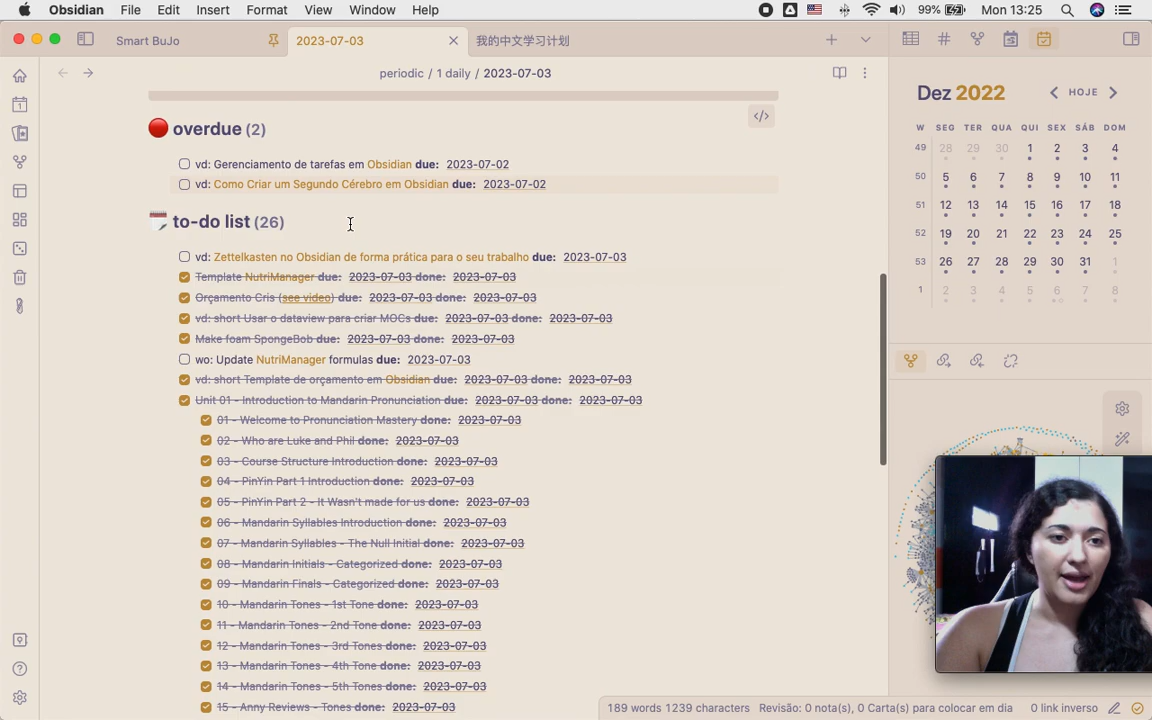 Obsidian File Edit Insert Format View Window Help 99% Mon 13:25
Smart BuJo 2023-07-03 我的中文学习计划
periodic / 1 daily / 2023-07-03
overdue (2)
vd: Gerenciamento de tarefas em Obsidian due: 2023-07-02
vd: Como Criar um Segundo Cérebro em Obsidian due: 2023-07-02
to-do list (26)
vd: Zettelkasten no Obsidian de forma prática para o seu trabalho due: 2023-07-03
Template NutriManager due: 2023-07-03 done: 2023-07-03
Orçamento Cris (see video) due: 2023-07-03 done: 2023-07-03
vd: short Usar o dataview para criar MOCs due: 2023-07-03 done: 2023-07-03
Make foam SpongeBob due: 2023-07-03 done: 2023-07-03
wo: Update NutriManager formulas due: 2023-07-03
vd: short Template de orçamento em Obsidian due: 2023-07-03 done: 2023-07-03
Unit 01 - Introduction to Mandarin Pronunciation Due: 2023-07-03 done: 2023-07-03
01 - Welcome to Pronunciation Mastery done: 2023-07-03
02 - Who are Luke and Phil done: 2023-07-03
03 - Course Structure Introduction done: 2023-07-03
04 - PinYin Part 1 Introduction done: 2023-07-03
05 - PinYin Part 2 - It Wasn't made for us done: 2023-07-03
06 - Mandarin Syllables Introduction done: 2023-07-03
07 - Mandarin Syllables - The Null Initial done: 2023-07-03
08 - Mandarin Initials - Categorized done: 2023-07-03
09 - Mandarin Finals - Categorized done: 2023-07-03
10 - Mandarin Tones - 1st Tone done: 2023-07-03
11 - Mandarin Tones - 2nd Tone done: 2023-07-03
12 - Mandarin Tones - 3rd Tones done: 2023-07-03
13 - Mandarin Tones - 4th Tone done: 2023-07-03
14 - Mandarin Tones - 5th Tones done: 2023-07-03
15 - Anny Reviews - Tones done: 2023-07-03
Dez 2022 HOJE
W SEG TER QUA QUI SEX SÁB DOM
49 28 29 30 1 2 3 4
50 5 6 7 8 9 10 11
51 12 13 14 15 16 17 18
52 19 20 21 22 23 24 25
53 26 27 28 29 30 31 1
1 2 3 4 5 6 7 8
189 words 1239 characters Revisão: 0 nota(s), 0 Carta(s) para colocar em dia 0 link inverso